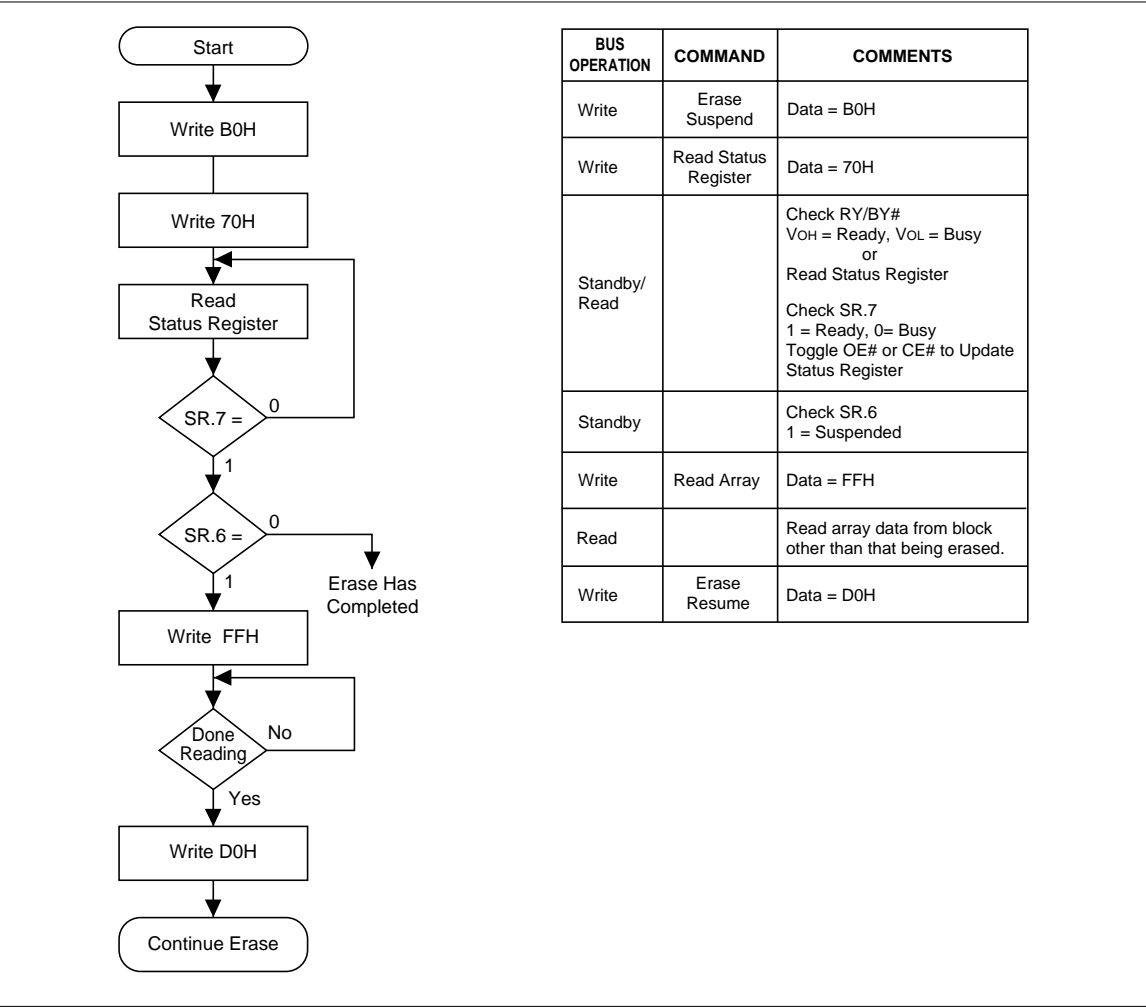 Start
Write B0H
Write 70H
Read
Status Register
SR.7 =
0
1
SR.6 =
0
1
Erase Has
Completed
Write FFH
Done
Reading
No
Yes
Write D0H
Continue Erase
BUS
OPERATION
COMMAND
COMMENTS
Write
Erase
Suspend
Data = B0H
Write
Read Status
Register
Data = 70H
Standby/
Read
Check RY/BY#
VOH = Ready, VOL = Busy
or
Read Status Register
Check SR.7
1 = Ready, 0= Busy
Toggle OE# or CE# to Update
Status Register
Standby
Check SR.6
1 = Suspended
Write
Read Array
Data = FFH
Read
Read array data from block
other than that being erased.
Write
Erase
Resume
Data = D0H